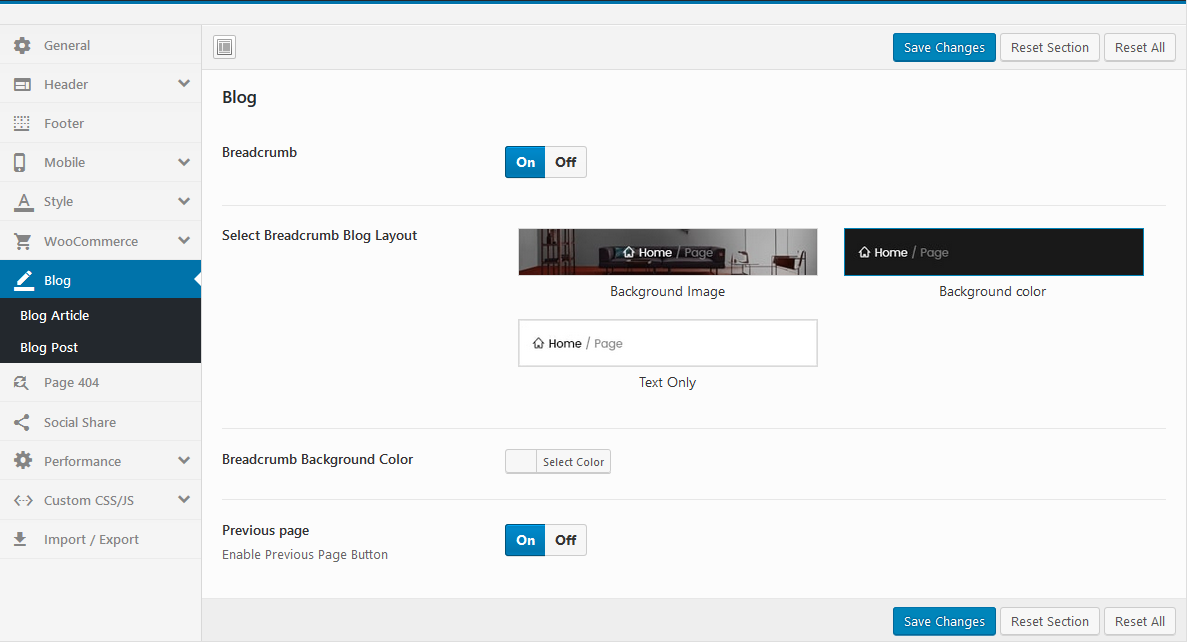 General
Header
Footer
Mobile
Style
WooCommerce
Blog
Blog Article
Blog Post
Page 404
Social Share
Performance
Custom CSS/JS
Import / Export
Save Changes Reset Section Reset All
Blog
Breadcrumb On Off
Select Breadcrumb Blog Layout
Home / Page Home / Page
Background Image Background color
Home / Page
Text Only
Breadcrumb Background Color Select Color
Previous page On Off
Enable Previous Page Button
Save Changes Reset Section Reset All